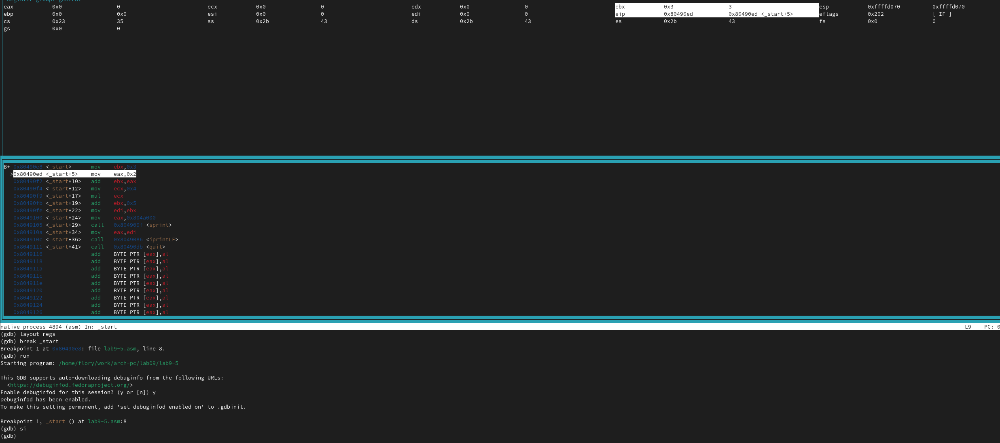 Register group: general
eax 0x0 0 ecx 0x0 0 edx 0x0 0 ebx 0x3 3 esp 0xffffd070 0xffffd070
ebp 0x0 0x0 esi 0x0 0 edi 0x0 0 eip 0x80490ed 0x80490ed <_start+5> eflags 0x202 [ IF ]
cs 0x23 35 ss 0x2b 43 ds 0x2b 43 es 0x2b 43 fs 0x0 0
gs 0x0 0
B+ 0x80490e8 <_start> mov ebx,0x3
>0x80490ed <_start+5> mov eax,0x2
0x80490f2 <_start+10> add ebx,eax
0x80490f4 <_start+12> mov ecx,0x4
0x80490f9 <_start+17> mul ecx
0x80490fb <_start+19> add ebx,0x5
0x80490fe <_start+22> mov edi,ebx
0x8049100 <_start+24> mov eax,0x804a000
0x8049105 <_start+29> call 0x804900f <sprint>
0x804910a <_start+34> mov eax,edi
0x804910c <_start+36> call 0x8049086 <iprintLF>
0x8049111 <_start+41> call 0x80490db <quit>
0x8049116 add BYTE PTR [eax],al
0x8049118 add BYTE PTR [eax],al
0x804911a add BYTE PTR [eax],al
0x804911c add BYTE PTR [eax],al
0x804911e add BYTE PTR [eax],al
0x8049120 add BYTE PTR [eax],al
0x8049122 add BYTE PTR [eax],al
0x8049124 add BYTE PTR [eax],al
0x8049126 add BYTE PTR [eax],al
native process 4894 (asm) In: _start L9 PC: 0
(gdb) layout regs
(gdb) break _start
Breakpoint 1 at 0x80490e8: file lab9-5.asm, line 8.
(gdb) run
Starting program: /home/flory/work/arch-pc/lab09/lab9-5
This GDB supports auto-downloading debuginfo from the following URLs:
<https://debuginfod.fedoraproject.org/>
Enable debuginfod for this session? (y or [n]) y
Debuginfod has been enabled.
To make this setting permanent, add 'set debuginfod enabled on' to .gdbinit.
Breakpoint 1, _start () at lab9-5.asm:8
(gdb) si
(gdb)